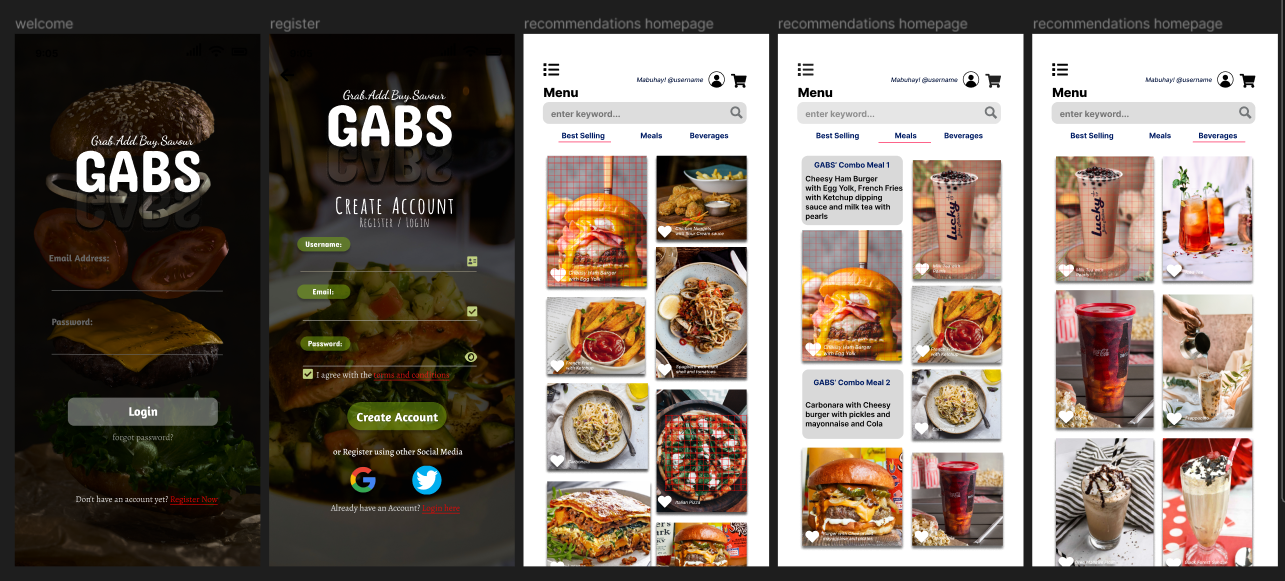 welcome
Grab.Add.Buy.Savour
GABS
Email Address:
Password:
Login
forgot password?
Don't have an account yet? Register Now
register
Grab.Add.Buy.Savour
GABS
Create Account
Register / Login
Username:
Email:
Password:
I agree with the terms and conditions
Create Account
or Register using other Social Media
Already have an Account? Login here
recommendations homepage
Mabuhay! @username
Menu
enter keyword...
Best Selling Meals Beverages
Chicken Nuggets
with Sour Cream sauce
Cheesy Ham Burger
with Egg Yolk
French Fries
with ketchup
Carbonara
Italian Pizza
recommendations homepage
Mabuhay! @username
Menu
enter keyword...
Best Selling Meals Beverages
GABS' Combo Meal 1
Cheesy Ham Burger
with Egg Yolk, French Fries
with Ketchup dipping
sauce and milk tea with
pearls
Lucky
Cheesy Ham Burger
with Egg Yolk
GABS' Combo Meal 2
Carbonara with Cheesy
burger with pickles and
mayonnaise and Cola
recommendations homepage
Mabuhay! @username
Menu
enter keyword...
Best Selling Meals Beverages
Lucky